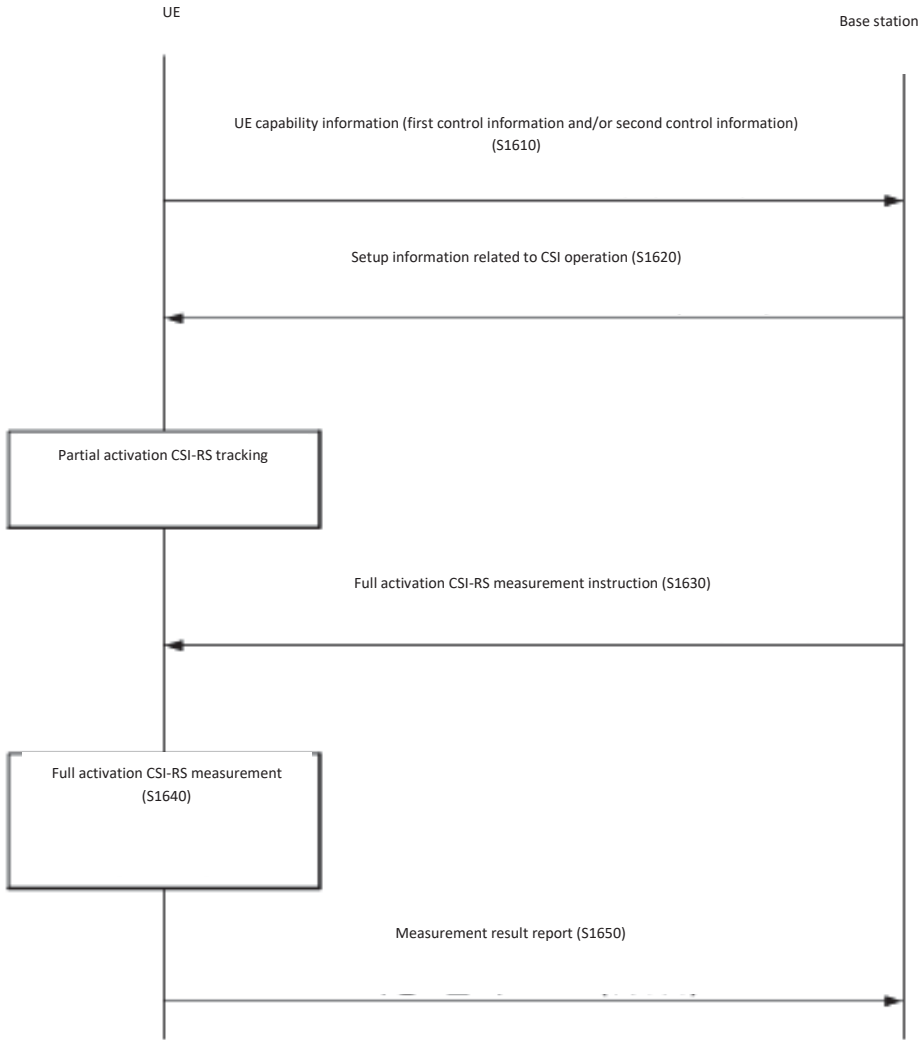 UE
Base station
UE capability information (first control information and/or second control information)
(S1610)
Setup information related to CSI operation (S1620)
Partial activation CSI-RS tracking
Full activation CSI-RS measurement instruction (S1630)
Full activation CSI-RS measurement
(S1640)
Measurement result report (S1650)